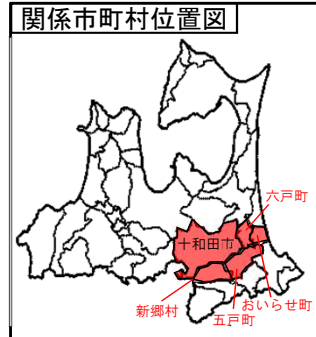 関係市町村位置図
六戸町
十和田市
おいらせ町
新郷村
五戸町